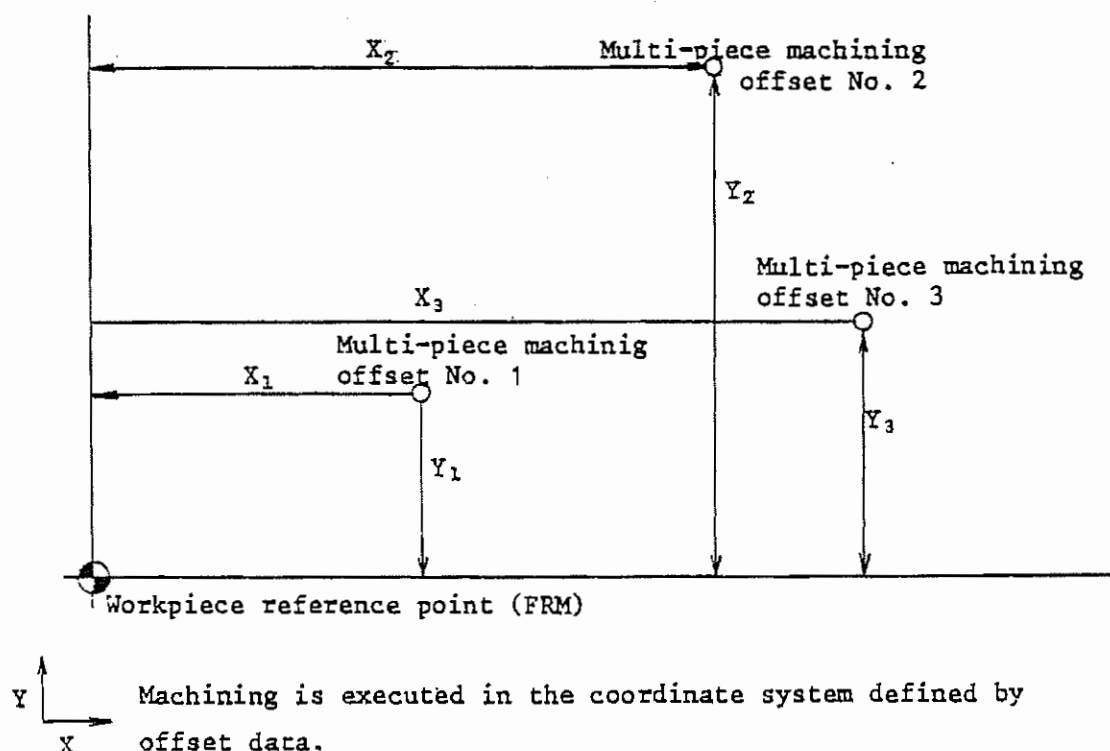 X₂
Multi-piece machining
offset No. 2
Y₂
Multi-piece machining
offset No. 3
X₃
Multi-piece machinig
offset No. 1
X₁
Y₃
Y₁
Workpiece reference point (FRM)
Y
X
Machining is executed in the coordinate system defined by
offset data.